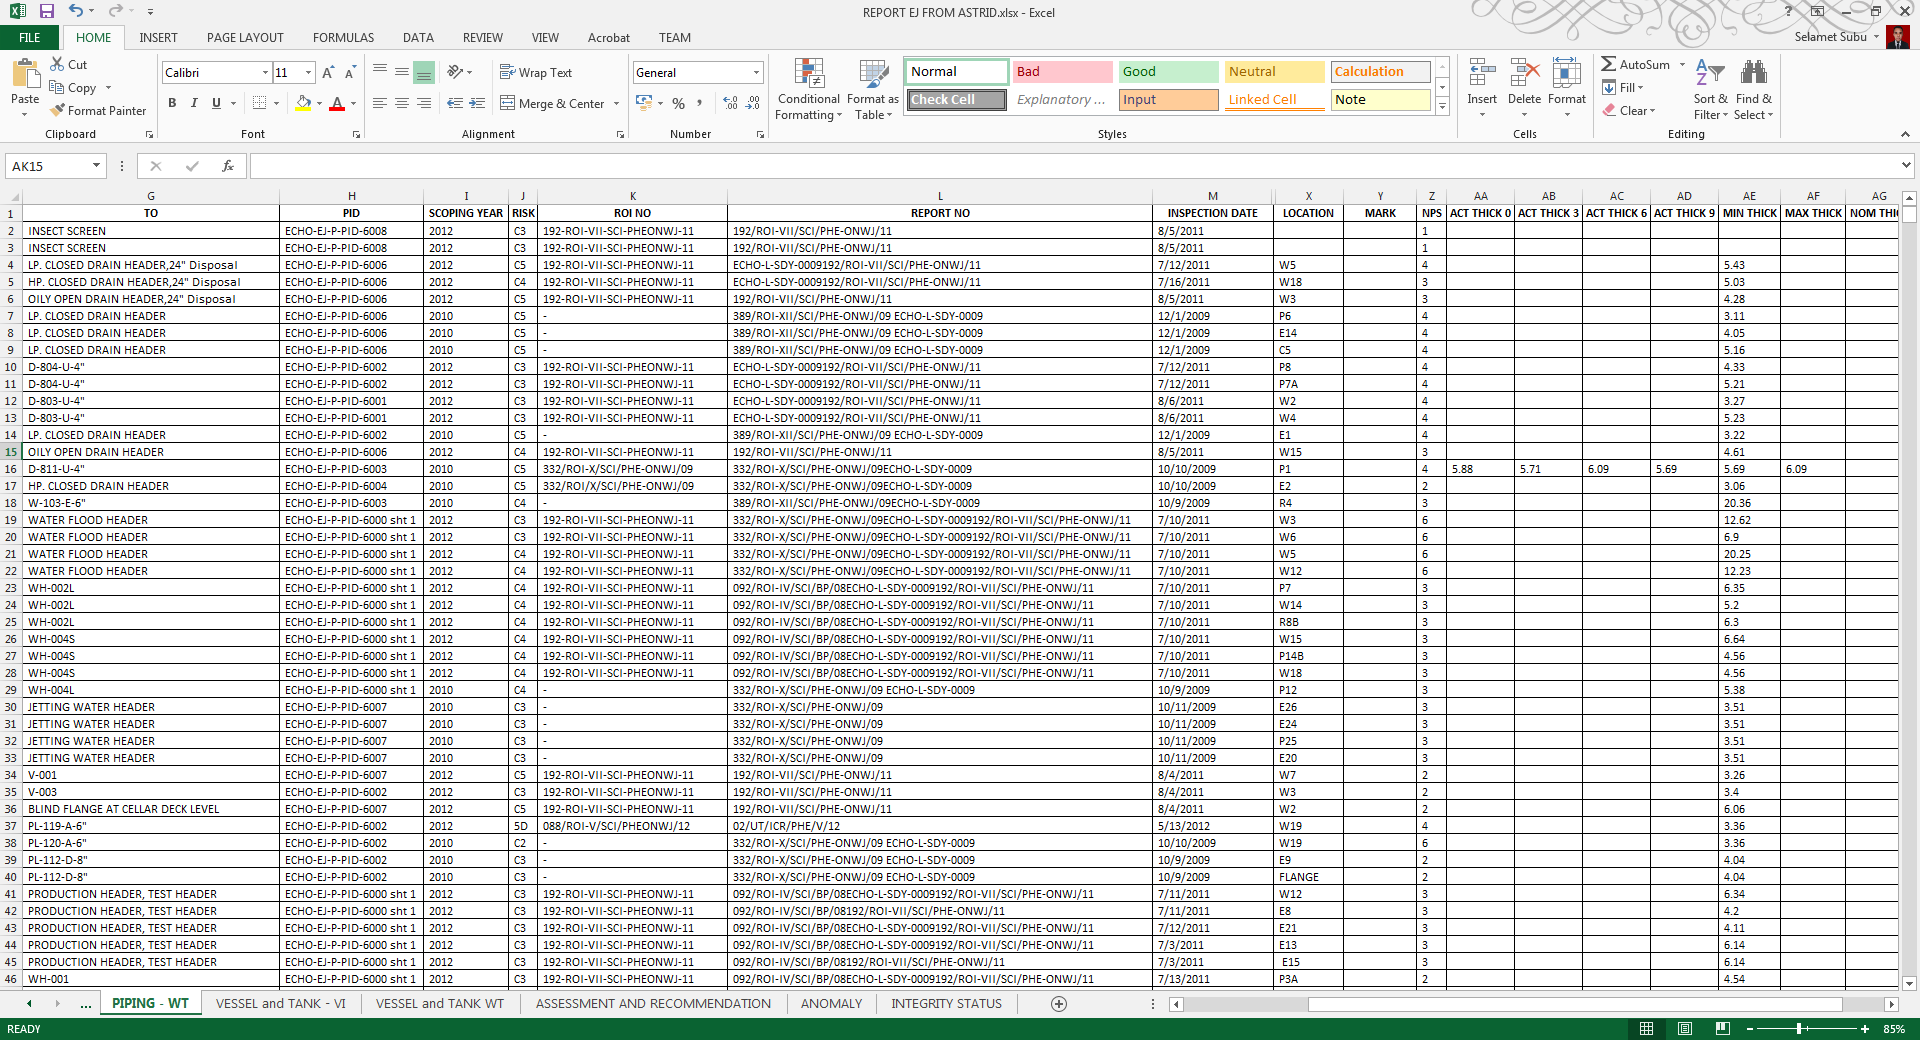 REPORT EJ FROM ASTRID.xlsx - Excel
FILE HOME INSERT PAGE LAYOUT FORMULAS DATA REVIEW VIEW Acrobat TEAM Selamet Subu
Cut
Copy
Format Painter
Paste
Clipboard
Calibri 11
B I U
Font
Wrap Text
Merge & Center
Alignment
General
Number
Conditional Formatting
Format as Table
Normal Bad Good Neutral Calculation
Check Cell Explanatory ... Input Linked Cell Note
Styles
Insert Delete Format
Cells
AutoSum
Fill
Clear
Sort & Filter
Find & Select
Editing
AK15
G H I J K L M X Y Z AA AB AC AD AE AF AG
1 TO PID SCOPING YEAR RISK ROI NO REPORT NO INSPECTION DATE LOCATION MARK NPS ACT THICK 0 ACT THICK 3 ACT THICK 6 ACT THICK 9 MIN THICK MAX THICK NOM THI
2 INSECT SCREEN ECHO-EJ-P-PID-6008 2012 C3 192-ROI-VII-SCI-PHEONWJ-11 192/ROI-VII/SCI/PHE-ONWJ/11 8/5/2011 1
3 INSECT SCREEN ECHO-EJ-P-PID-6008 2012 C3 192-ROI-VII-SCI-PHEONWJ-11 192/ROI-VII/SCI/PHE-ONWJ/11 8/5/2011 1
4 LP. CLOSED DRAIN HEADER,24" Disposal ECHO-EJ-P-PID-6006 2012 C5 192-ROI-VII-SCI-PHEONWJ-11 ECHO-L-SDY-0009192/ROI-VII/SCI/PHE-ONWJ/11 7/12/2011 W5 4 5.43
5 HP. CLOSED DRAIN HEADER,24" Disposal ECHO-EJ-P-PID-6006 2012 C4 192-ROI-VII-SCI-PHEONWJ-11 ECHO-L-SDY-0009192/ROI-VII/SCI/PHE-ONWJ/11 7/16/2011 W18 3 5.03
6 OILY OPEN DRAIN HEADER,24" Disposal ECHO-EJ-P-PID-6006 2012 C5 192-ROI-VII-SCI-PHEONWJ-11 192/ROI-VII/SCI/PHE-ONWJ/11 8/5/2011 W3 3 4.28
7 LP. CLOSED DRAIN HEADER ECHO-EJ-P-PID-6006 2010 C5 - 389/ROI-XII/SCI/PHE-ONWJ/09 ECHO-L-SDY-0009 12/1/2009 P6 4 3.11
8 LP. CLOSED DRAIN HEADER ECHO-EJ-P-PID-6006 2010 C5 - 389/ROI-XII/SCI/PHE-ONWJ/09 ECHO-L-SDY-0009 12/1/2009 E14 4 4.05
9 LP. CLOSED DRAIN HEADER ECHO-EJ-P-PID-6006 2010 C5 - 389/ROI-XII/SCI/PHE-ONWJ/09 ECHO-L-SDY-0009 12/1/2009 C5 4 5.16
10 D-804-U-4" ECHO-EJ-P-PID-6002 2012 C3 192-ROI-VII-SCI-PHEONWJ-11 ECHO-L-SDY-0009192/ROI-VII/SCI/PHE-ONWJ/11 7/12/2011 P8 4 4.33
11 D-804-U-4" ECHO-EJ-P-PID-6002 2012 C3 192-ROI-VII-SCI-PHEONWJ-11 ECHO-L-SDY-0009192/ROI-VII/SCI/PHE-ONWJ/11 7/12/2011 P7A 4 5.21
12 D-803-U-4" ECHO-EJ-P-PID-6001 2012 C3 192-ROI-VII-SCI-PHEONWJ-11 ECHO-L-SDY-0009192/ROI-VII/SCI/PHE-ONWJ/11 8/6/2011 W2 4 3.27
13 D-803-U-4" ECHO-EJ-P-PID-6001 2012 C3 192-ROI-VII-SCI-PHEONWJ-11 ECHO-L-SDY-0009192/ROI-VII/SCI/PHE-ONWJ/11 8/6/2011 W4 4 5.23
14 LP. CLOSED DRAIN HEADER ECHO-EJ-P-PID-6002 2010 C5 - 389/ROI-XII/SCI/PHE-ONWJ/09 ECHO-L-SDY-0009 12/1/2009 E1 4 3.22
15 OILY OPEN DRAIN HEADER ECHO-EJ-P-PID-6006 2012 C4 192-ROI-VII-SCI-PHEONWJ-11 192/ROI-VII/SCI/PHE-ONWJ/11 8/5/2011 W15 3 4.61
16 D-811-U-4" ECHO-EJ-P-PID-6003 2010 C5 332/ROI-X/SCI/PHE-ONWJ/09 332/ROI-X/SCI/PHE-ONWJ/09ECHO-L-SDY-0009 10/10/2009 P1 4 5.88 5.71 6.09 5.69 5.69 6.09
17 HP. CLOSED DRAIN HEADER ECHO-EJ-P-PID-6004 2010 C5 332/ROI/X/SCI/PHE-ONWJ/09 332/ROI-X/SCI/PHE-ONWJ/09ECHO-L-SDY-0009 10/10/2009 E2 2 3.06
18 W-103-E-6" ECHO-EJ-P-PID-6003 2010 C4 - 389/ROI-XII/SCI/PHE-ONWJ/09ECHO-L-SDY-0009 10/9/2009 R4 3 20.36
19 WATER FLOOD HEADER ECHO-EJ-P-PID-6000 sht 1 2012 C3 192-ROI-VII-SCI-PHEONWJ-11 332/ROI-X/SCI/PHE-ONWJ/09ECHO-L-SDY-0009192/ROI-VII/SCI/PHE-ONWJ/11 7/10/2011 W3 6 12.62
20 WATER FLOOD HEADER ECHO-EJ-P-PID-6000 sht 1 2012 C3 192-ROI-VII-SCI-PHEONWJ-11 332/ROI-X/SCI/PHE-ONWJ/09ECHO-L-SDY-0009192/ROI-VII/SCI/PHE-ONWJ/11 7/10/2011 W6 6 6.9
21 WATER FLOOD HEADER ECHO-EJ-P-PID-6000 sht 1 2012 C4 192-ROI-VII-SCI-PHEONWJ-11 332/ROI-X/SCI/PHE-ONWJ/09ECHO-L-SDY-0009192/ROI-VII/SCI/PHE-ONWJ/11 7/10/2011 W5 6 20.25
22 WATER FLOOD HEADER ECHO-EJ-P-PID-6000 sht 1 2012 C4 192-ROI-VII-SCI-PHEONWJ-11 332/ROI-X/SCI/PHE-ONWJ/09ECHO-L-SDY-0009192/ROI-VII/SCI/PHE-ONWJ/11 7/10/2011 W12 6 12.23
23 WH-002L ECHO-EJ-P-PID-6000 sht 1 2012 C4 192-ROI-VII-SCI-PHEONWJ-11 092/ROI-IV/SCI/BP/08ECHO-L-SDY-0009192/ROI-VII/SCI/PHE-ONWJ/11 7/10/2011 P7 3 6.35
24 WH-002L ECHO-EJ-P-PID-6000 sht 1 2012 C4 192-ROI-VII-SCI-PHEONWJ-11 092/ROI-IV/SCI/BP/08ECHO-L-SDY-0009192/ROI-VII/SCI/PHE-ONWJ/11 7/10/2011 W14 3 5.2
25 WH-002L ECHO-EJ-P-PID-6000 sht 1 2012 C4 192-ROI-VII-SCI-PHEONWJ-11 092/ROI-IV/SCI/BP/08ECHO-L-SDY-0009192/ROI-VII/SCI/PHE-ONWJ/11 7/10/2011 R8B 3 6.3
26 WH-004S ECHO-EJ-P-PID-6000 sht 1 2012 C4 192-ROI-VII-SCI-PHEONWJ-11 092/ROI-IV/SCI/BP/08ECHO-L-SDY-0009192/ROI-VII/SCI/PHE-ONWJ/11 7/10/2011 W15 3 6.64
27 WH-004S ECHO-EJ-P-PID-6000 sht 1 2012 C4 192-ROI-VII-SCI-PHEONWJ-11 092/ROI-IV/SCI/BP/08ECHO-L-SDY-0009192/ROI-VII/SCI/PHE-ONWJ/11 7/10/2011 P14B 3 4.56
28 WH-004S ECHO-EJ-P-PID-6000 sht 1 2012 C4 192-ROI-VII-SCI-PHEONWJ-11 092/ROI-IV/SCI/BP/08ECHO-L-SDY-0009192/ROI-VII/SCI/PHE-ONWJ/11 7/10/2011 W18 3 4.56
29 WH-004L ECHO-EJ-P-PID-6000 sht 1 2010 C4 - 332/ROI-X/SCI/PHE-ONWJ/09 ECHO-L-SDY-0009 10/9/2009 P12 3 5.38
30 JETTING WATER HEADER ECHO-EJ-P-PID-6007 2010 C3 - 332/ROI-X/SCI/PHE-ONWJ/09 10/11/2009 E26 3 3.51
31 JETTING WATER HEADER ECHO-EJ-P-PID-6007 2010 C3 - 332/ROI-X/SCI/PHE-ONWJ/09 10/11/2009 E24 3 3.51
32 JETTING WATER HEADER ECHO-EJ-P-PID-6007 2010 C3 - 332/ROI-X/SCI/PHE-ONWJ/09 10/11/2009 P25 3 3.51
33 JETTING WATER HEADER ECHO-EJ-P-PID-6007 2010 C3 - 332/ROI-X/SCI/PHE-ONWJ/09 10/11/2009 E20 3 3.51
34 V-001 ECHO-EJ-P-PID-6007 2012 C5 192-ROI-VII-SCI-PHEONWJ-11 192/ROI-VII/SCI/PHE-ONWJ/11 8/4/2011 W7 2 3.26
35 V-003 ECHO-EJ-P-PID-6002 2012 C3 192-ROI-VII-SCI-PHEONWJ-11 192/ROI-VII/SCI/PHE-ONWJ/11 8/4/2011 W3 2 3.4
36 BLIND FLANGE AT CELLAR DECK LEVEL ECHO-EJ-P-PID-6007 2012 C5 192-ROI-VII-SCI-PHEONWJ-11 192/ROI-VII/SCI/PHE-ONWJ/11 8/4/2011 W2 2 6.06
37 PL-119-A-6" ECHO-EJ-P-PID-6002 2012 5D 088/ROI-V/SCI/PHEONWJ/12 02/UT/ICR/PHE/V/12 5/13/2012 W19 4 3.36
38 PL-120-A-6" ECHO-EJ-P-PID-6002 2010 C2 - 332/ROI-X/SCI/PHE-ONWJ/09 ECHO-L-SDY-0009 10/10/2009 W19 6 3.36
39 PL-112-D-8" ECHO-EJ-P-PID-6002 2010 C3 - 332/ROI-X/SCI/PHE-ONWJ/09 ECHO-L-SDY-0009 10/9/2009 E9 2 4.04
40 PL-112-D-8" ECHO-EJ-P-PID-6002 2010 C3 - 332/ROI-X/SCI/PHE-ONWJ/09 ECHO-L-SDY-0009 10/9/2009 FLANGE 2 4.04
41 PRODUCTION HEADER, TEST HEADER ECHO-EJ-P-PID-6000 sht 1 2012 C3 192-ROI-VII-SCI-PHEONWJ-11 092/ROI-IV/SCI/BP/08ECHO-L-SDY-0009192/ROI-VII/SCI/PHE-ONWJ/11 7/11/2011 W12 3 6.34
42 PRODUCTION HEADER, TEST HEADER ECHO-EJ-P-PID-6000 sht 1 2012 C3 192-ROI-VII-SCI-PHEONWJ-11 092/ROI-IV/SCI/BP/08192/ROI-VII/SCI/PHE-ONWJ/11 7/11/2011 E8 3 4.2
43 PRODUCTION HEADER, TEST HEADER ECHO-EJ-P-PID-6000 sht 1 2012 C3 192-ROI-VII-SCI-PHEONWJ-11 092/ROI-IV/SCI/BP/08ECHO-L-SDY-0009192/ROI-VII/SCI/PHE-ONWJ/11 7/12/2011 E21 3 4.11
44 PRODUCTION HEADER, TEST HEADER ECHO-EJ-P-PID-6000 sht 1 2012 C3 192-ROI-VII-SCI-PHEONWJ-11 092/ROI-IV/SCI/BP/08ECHO-L-SDY-0009192/ROI-VII/SCI/PHE-ONWJ/11 7/3/2011 E13 3 6.14
45 PRODUCTION HEADER, TEST HEADER ECHO-EJ-P-PID-6000 sht 1 2012 C3 192-ROI-VII-SCI-PHEONWJ-11 092/ROI-IV/SCI/BP/08192/ROI-VII/SCI/PHE-ONWJ/11 7/3/2011 E15 3 6.14
46 WH-001 ECHO-EJ-P-PID-6000 sht 1 2012 C3 192-ROI-VII-SCI-PHEONWJ-11 092/ROI-IV/SCI/BP/08ECHO-L-SDY-0009192/ROI-VII/SCI/PHE-ONWJ/11 7/13/2011 P3A 2 4.54
... PIPING - WT VESSEL and TANK - VI VESSEL and TANK WT ASSESSMENT AND RECOMMENDATION ANOMALY INTEGRITY STATUS
READY 85%